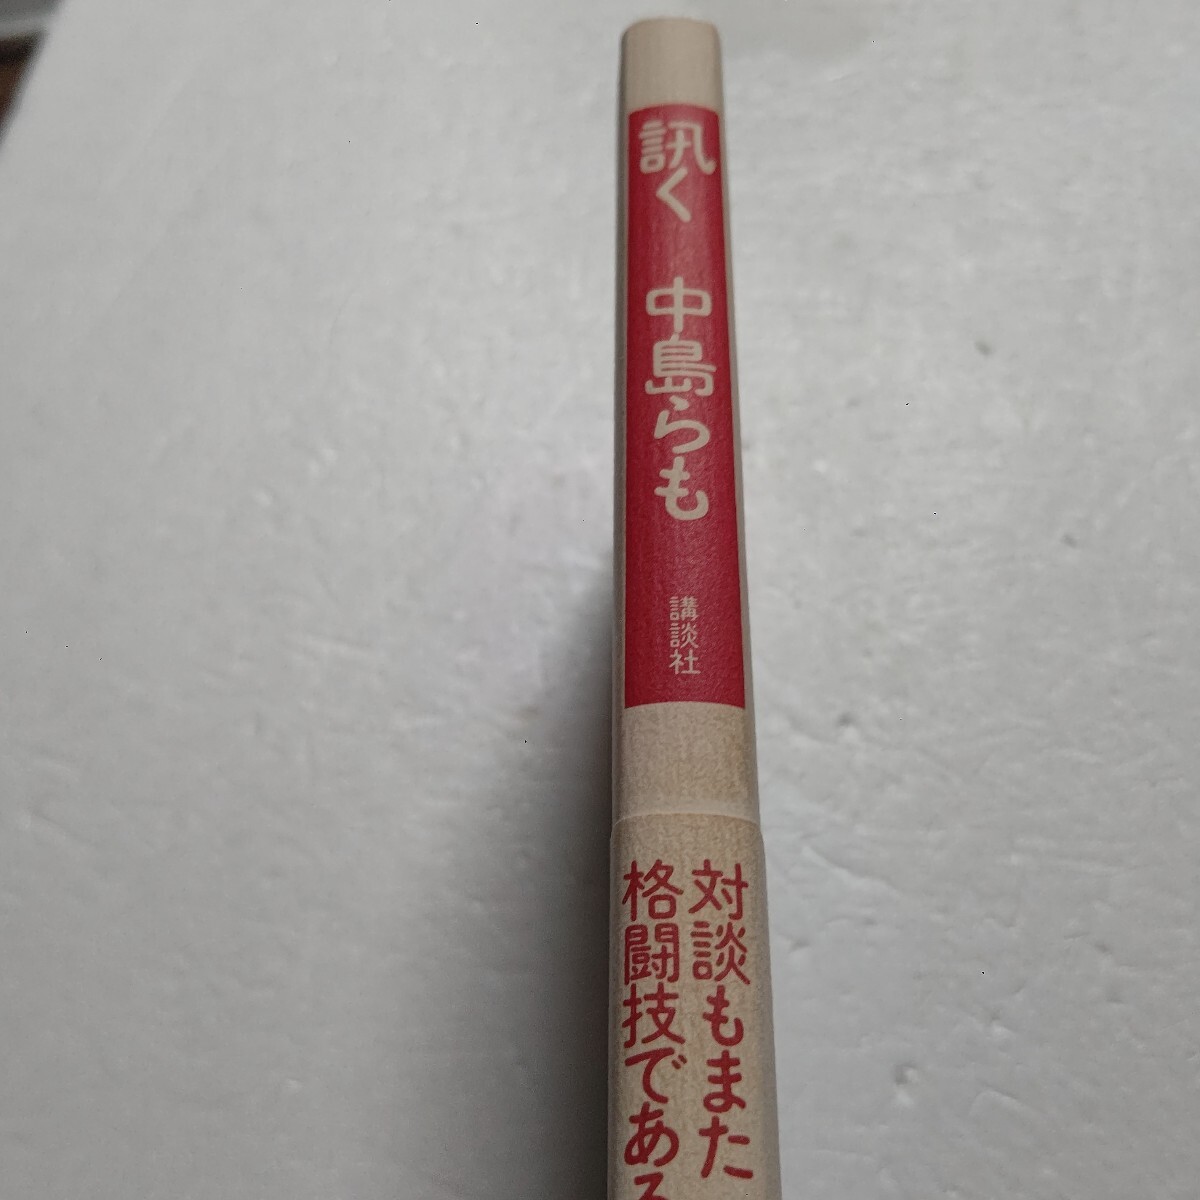 訊く
中島らも
講談社
対談もまた
格闘技である